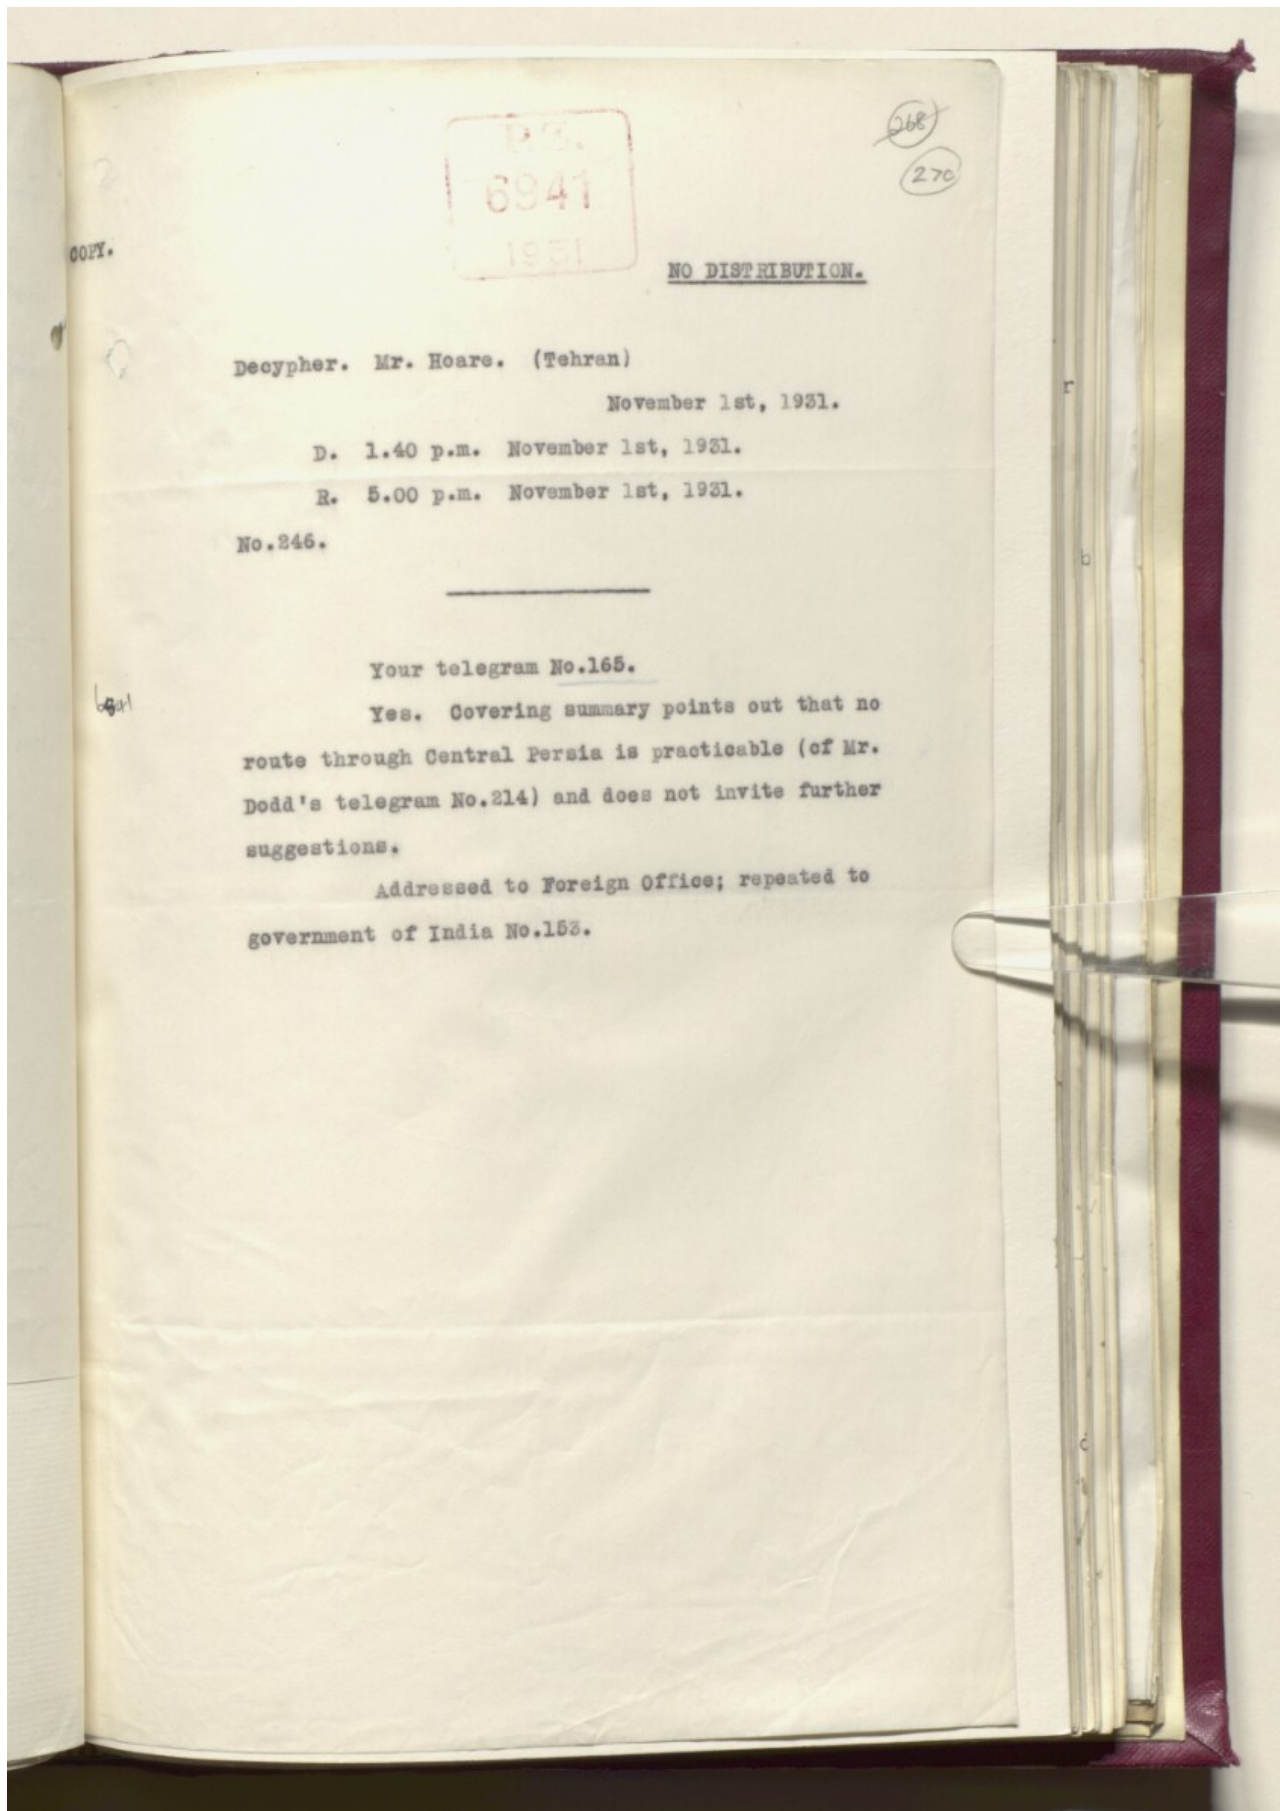 268
270
P.Z.
6941
1931
COPY.
NO DISTRIBUTION.
Decypher. Mr. Hoare. (Tehran)
November 1st, 1931.
D. 1.40 p.m. November 1st, 1931.
R. 5.00 p.m. November 1st, 1931.
No.246.
Your telegram No.165.
6941
Yes. Covering summary points out that no
route through Central Persia is practicable (cf Mr.
Dodd's telegram No.214) and does not invite further
suggestions.
Addressed to Foreign Office; repeated to
government of India No.153.
r
b
d